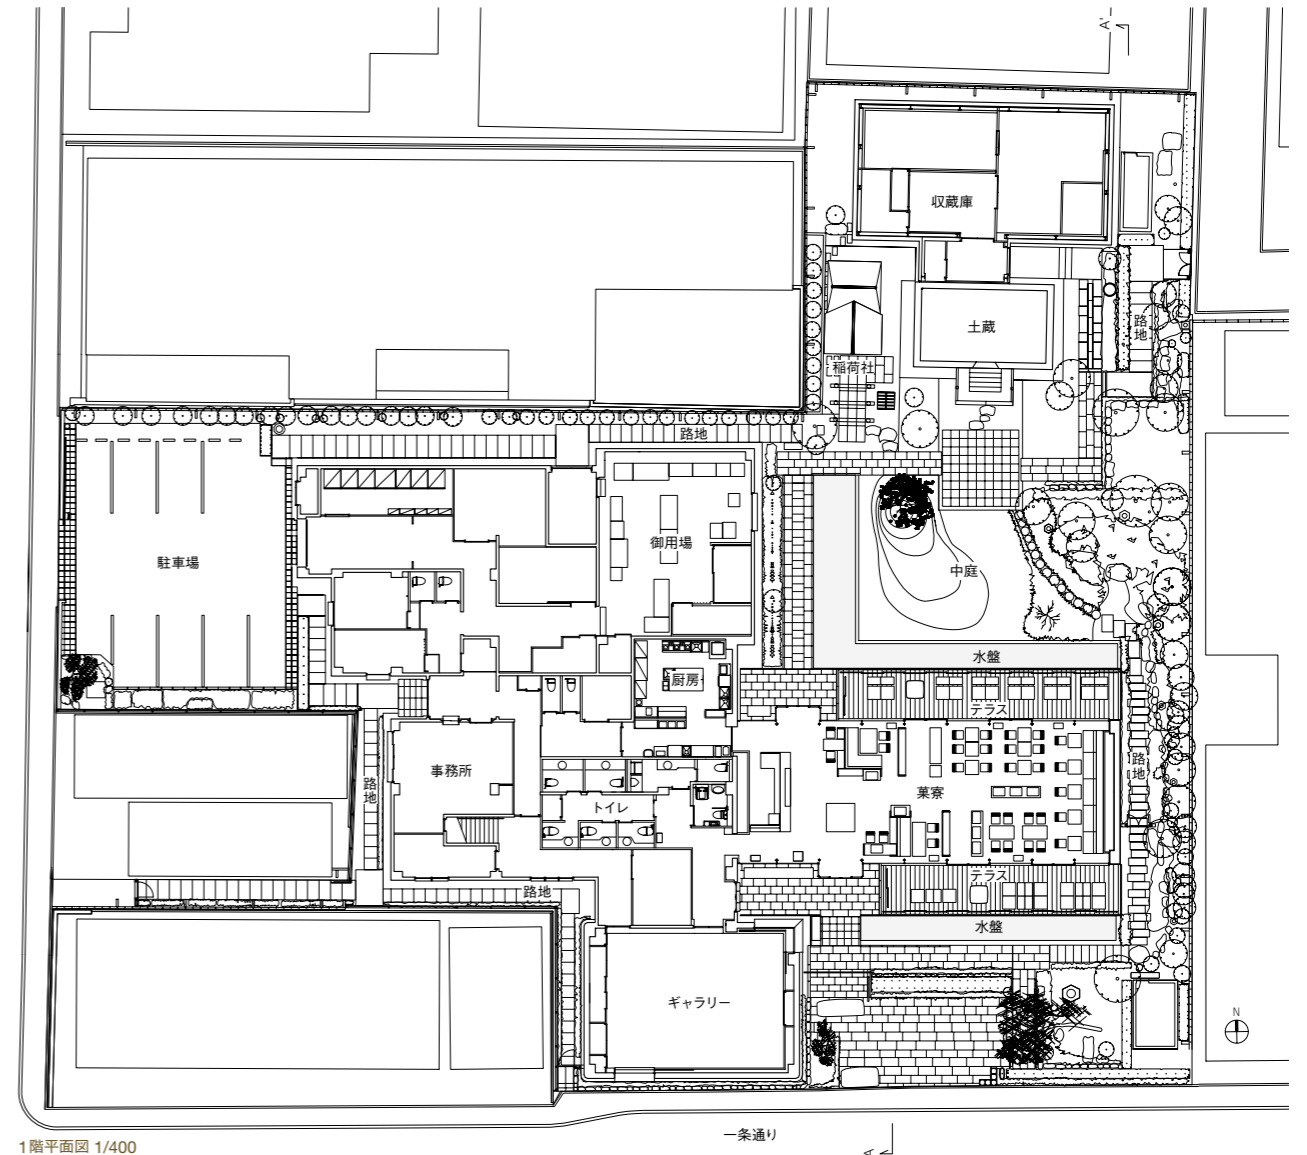 A'
収蔵庫
土蔵
路地
稲荷社
路地
駐車場
御用場
中庭
水盤
厨房
テラス
事務所
路地
菓寮
路地
トイレ
テラス
路地
水盤
ギャラリー
N
一条通り
A
1階平面図 1/400